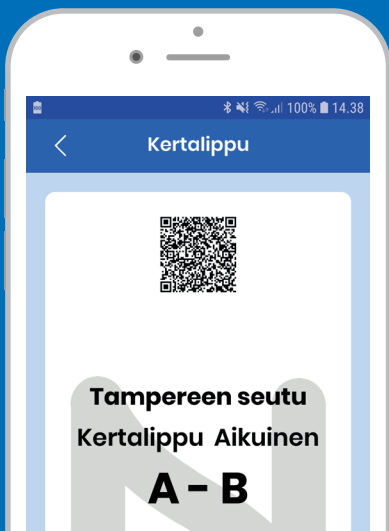 100% 14.38
Kertalippu
Tampereen seutu
Kertalippu Aikuinen
A - B